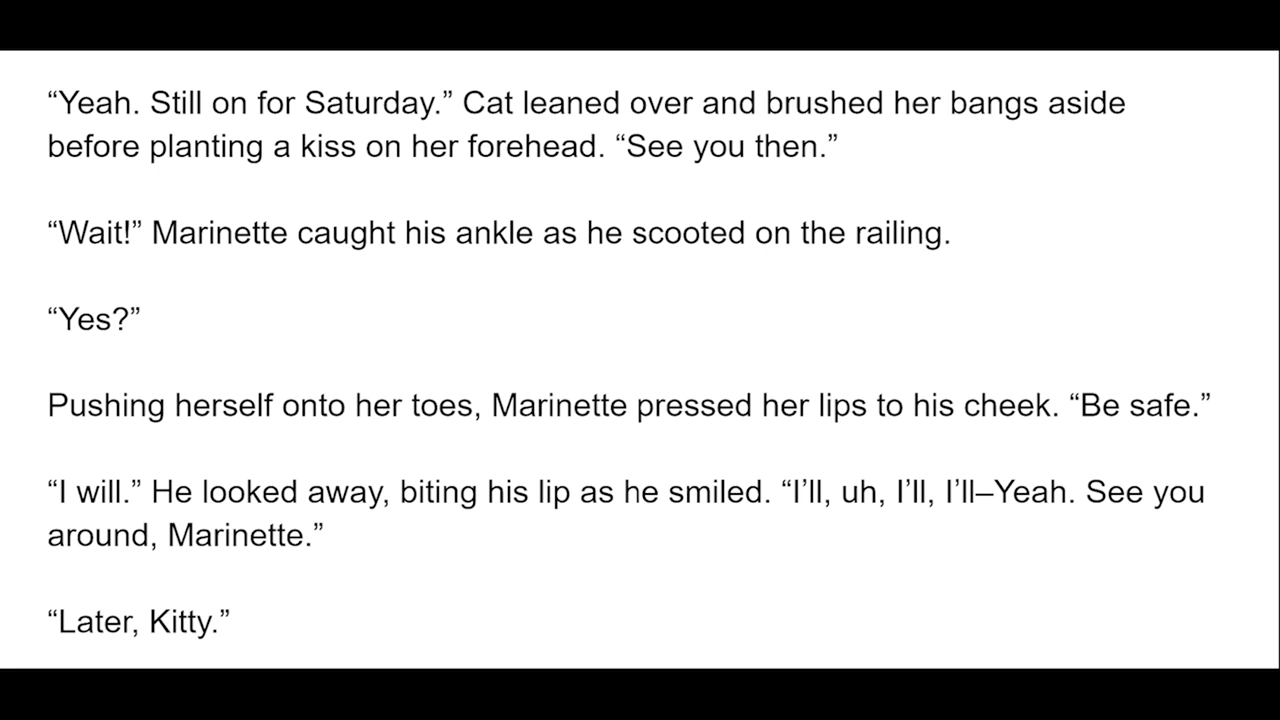 “Yeah. Still on for Saturday.” Cat leaned over and brushed her bangs aside
before planting a kiss on her forehead. “See you then.”
“Wait!” Marinette caught his ankle as he scooted on the railing.
“Yes?”
Pushing herself onto her toes, Marinette pressed her lips to his cheek. “Be safe.”
“I will.” He looked away, biting his lip as he smiled. “I’ll, uh, I’ll, I’ll–Yeah. See you
around, Marinette.”
“Later, Kitty.”